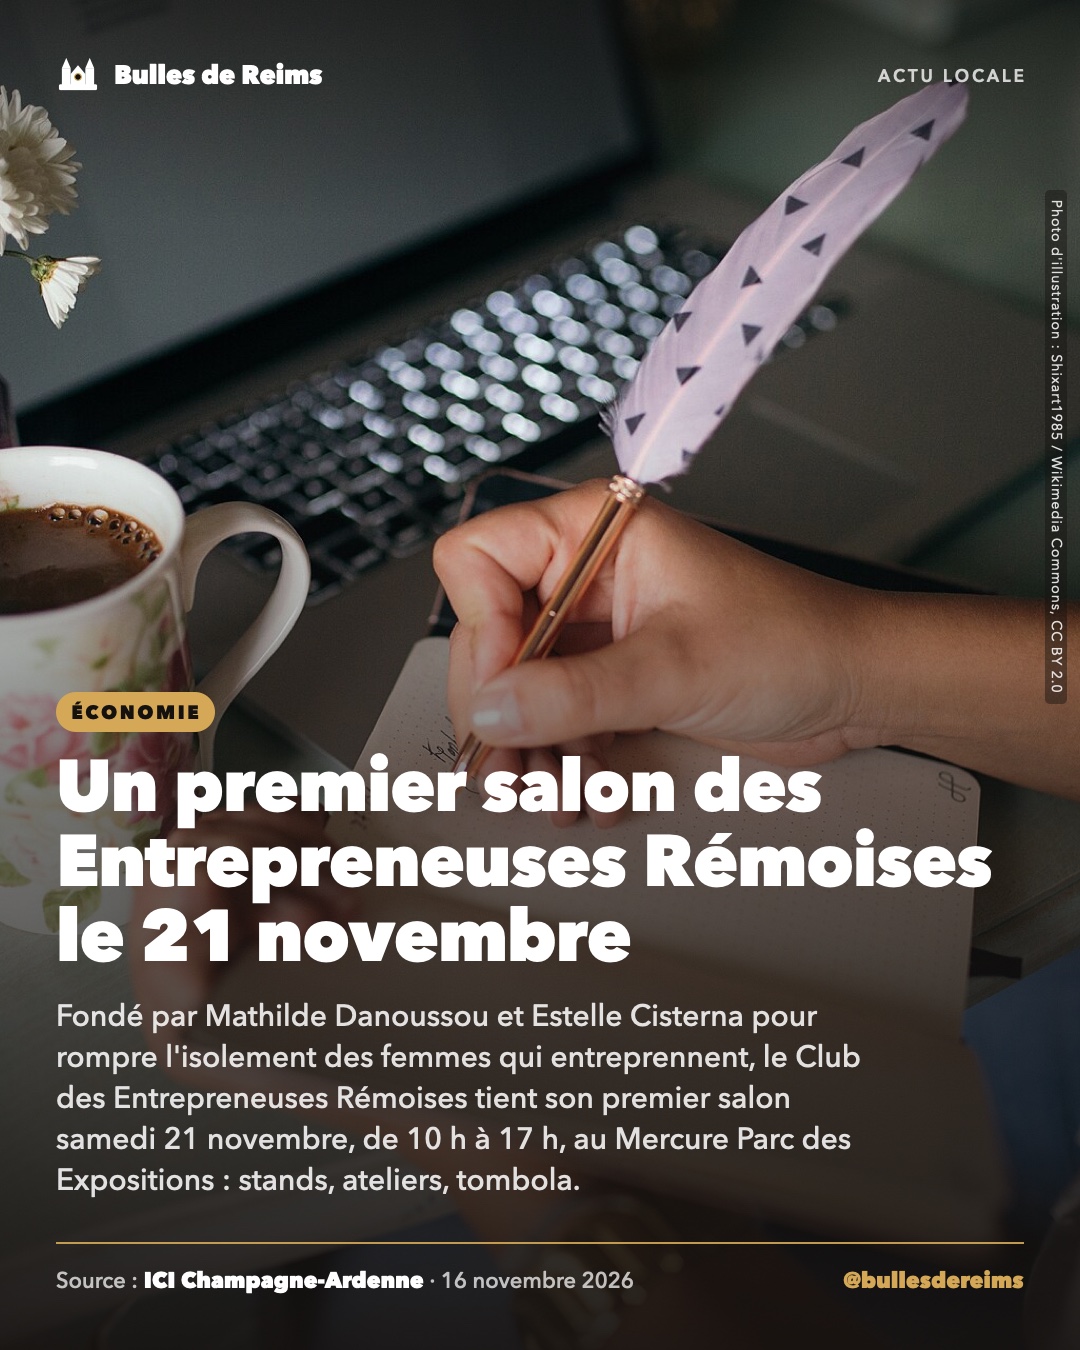 Bulles de Reims
ACTU LOCALE
Photo d'illustration : Shixart1985 / Wikimedia Commons, CC BY 2.0
ÉCONOMIE
Un premier salon des
Entrepreneuses Rémoises
le 21 novembre
Fondé par Mathilde Danoussou et Estelle Cisterna pour
rompre l'isolement des femmes qui entreprennent, le Club
des Entrepreneuses Rémoises tient son premier salon
samedi 21 novembre, de 10 h à 17 h, au Mercure Parc des
Expositions : stands, ateliers, tombola.
Source : ICI Champagne-Ardenne · 16 novembre 2026
@bullesdereims